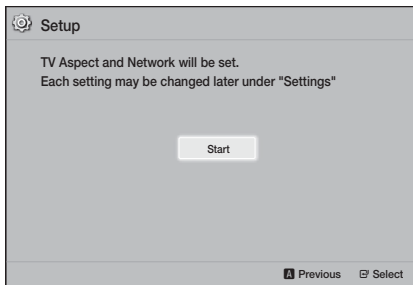 Setup
TV Aspect and Network will be set.
Each setting may be changed later under "Settings"
Start
A Previous Select